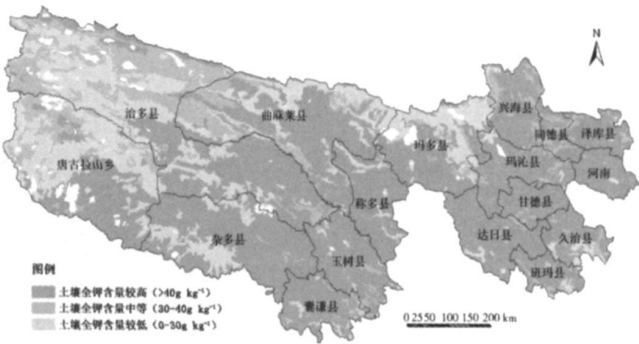 N
兴海县
同德县
泽库县
治多县
曲麻莱县
玛多县
唐古拉山乡
玛沁县
河南
甘德县
称多县
杂多县
达日县
久治县
玉树县
班玛县
囊谦县
图例
土壤全钾含量较高（>40g kg⁻¹）
土壤全钾含量中等（30-40g kg⁻¹）
土壤全钾含量较低（0-30g kg⁻¹）
0 25 50 100 150 200 km